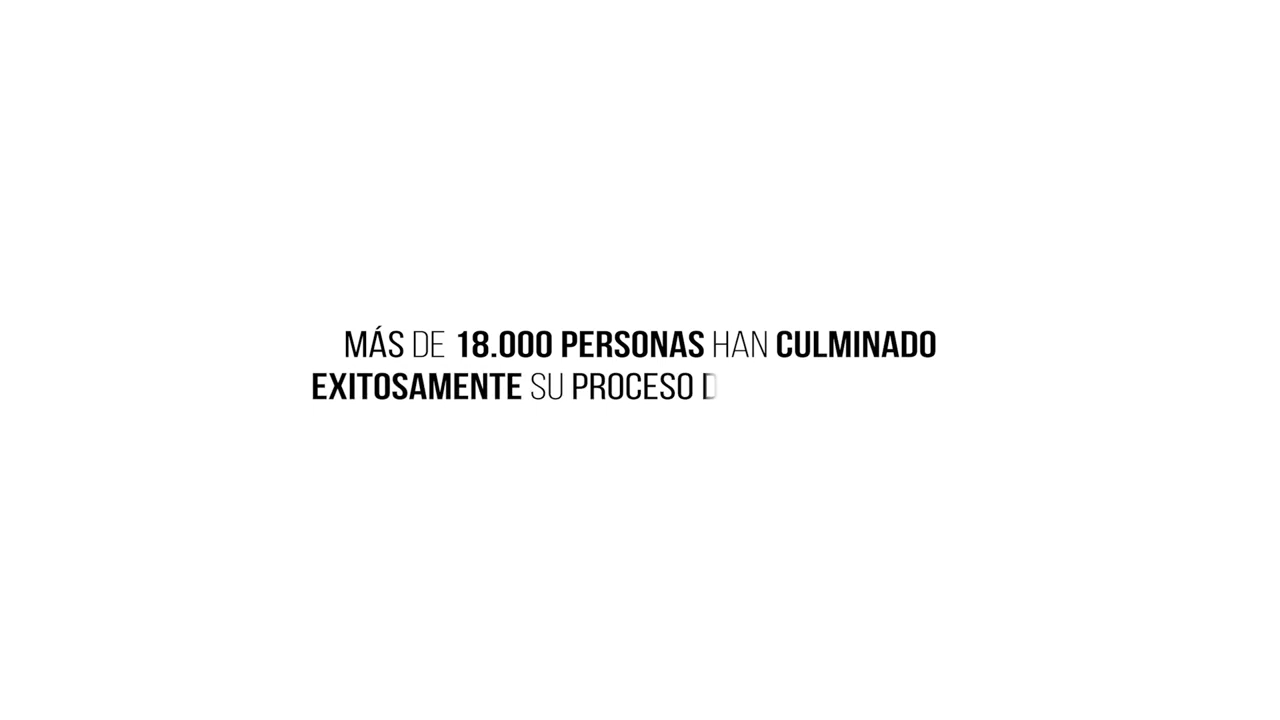 MÁS DE 18.000 PERSONAS HAN CULMINADO
EXITOSAMENTE SU PROCESO D